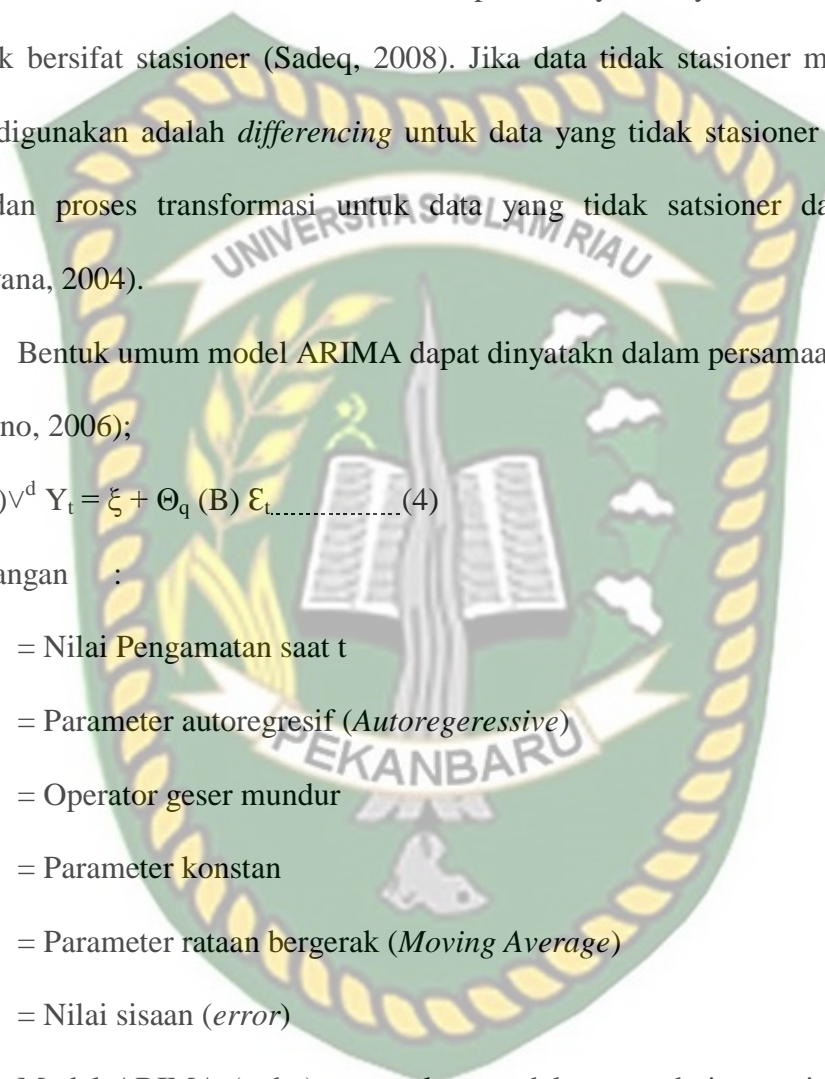 k bersifat stasioner (Sadeq, 2008). Jika data tidak stasioner m
digunakan adalah differencing untuk data yang tidak stasioner
dan proses transformasi untuk data yang tidak satsioner da
ana, 2004).
Bentuk umum model ARIMA dapat dinyatakn dalam persamaa
no, 2006);
)∨ᵈ Yₜ = ξ + Θ_q (B) Ɛₜ..............(4)
angan :
= Nilai Pengamatan saat t
= Parameter autoregresif (Autoregeressive)
= Operator geser mundur
= Parameter konstan
= Parameter rataan bergerak (Moving Average)
= Nilai sisaan (error)
UNIVERSITAS ISLAM RIAU
PEKANBARU